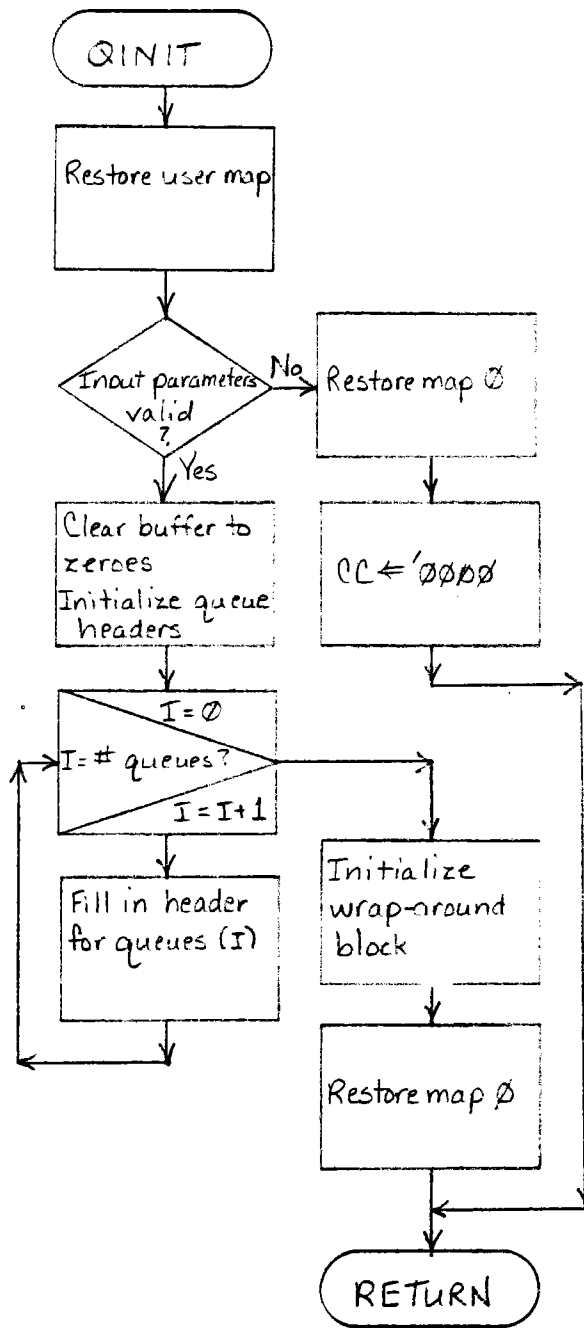 QINIT
Restore user map
Input parameters
valid
?
No
Restore map Ø
Yes
CC ⇐ 'ØØØØ
Clear buffer to
zeroes
Initialize queue
headers
I = Ø
I = # queues?
I = I+1
Fill in header
for queues (I)
Initialize
wrap-around
block
Restore map Ø
RETURN